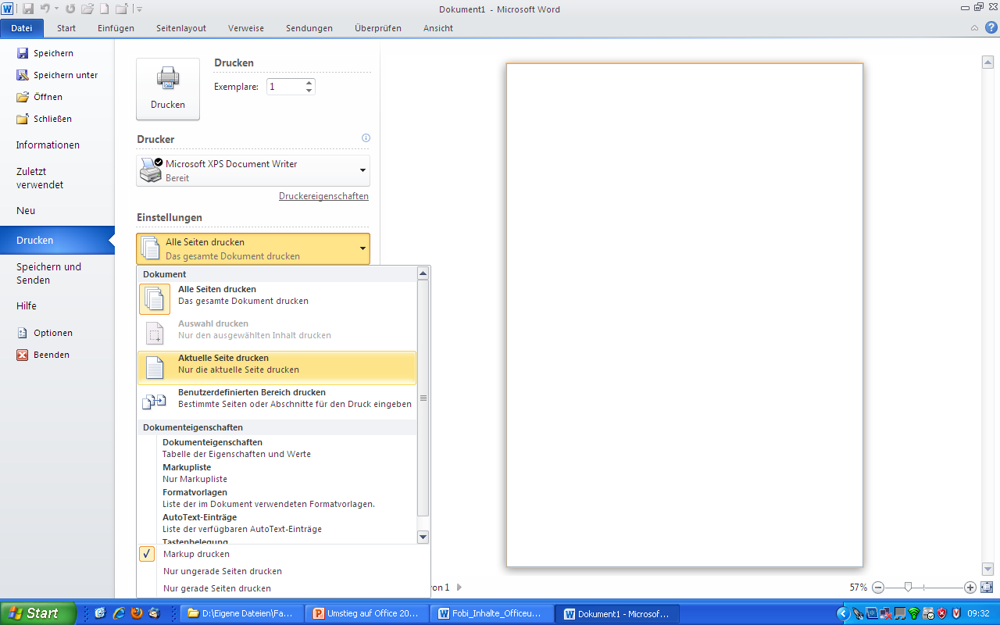 Dokument1 - Microsoft Word
Datei Start Einfügen Seitenlayout Verweise Sendungen Überprüfen Ansicht
Speichern
Speichern unter
Öffnen
Schließen
Informationen
Zuletzt
verwendet
Neu
Drucken
Speichern und
Senden
Hilfe
Optionen
Beenden
Drucken
Drucken
Exemplare: 1
Drucker
Microsoft XPS Document Writer
Bereit
Druckereigenschaften
Einstellungen
Alle Seiten drucken
Das gesamte Dokument drucken
Dokument
Alle Seiten drucken
Das gesamte Dokument drucken
Auswahl drucken
Nur den ausgewählten Inhalt drucken
Aktuelle Seite drucken
Nur die aktuelle Seite drucken
Benutzerdefinierten Bereich drucken
Bestimmte Seiten oder Abschnitte für den Druck eingeben
Dokumenteigenschaften
Dokumenteigenschaften
Tabelle der Eigenschaften und Werte
Markupliste
Nur Markupliste
Formatvorlagen
Liste der im Dokument verwendeten Formatvorlagen.
AutoText-Einträge
Liste der verfügbaren AutoText-Einträge
Tastenbelegung
Markup drucken
Nur ungerade Seiten drucken
Nur gerade Seiten drucken
on 1
57%
Start
D:\Eigene Dateien\Fa...
Umstieg auf Office 20...
Fobi_Inhalte_Officeu...
Dokument1 - Microsof...
09:32